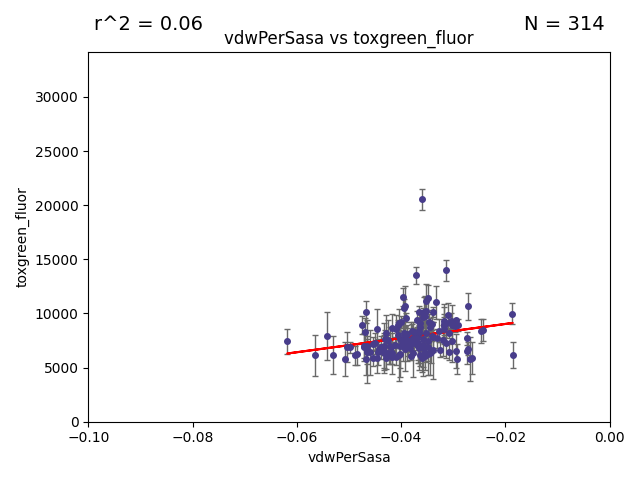 r^2 = 0.06
N = 314
vdwPerSasa vs toxgreen_fluor
30000
25000
20000
15000
10000
5000
0
toxgreen_fluor
−0.10
−0.08
−0.06
−0.04
−0.02
0.00
vdwPerSasa